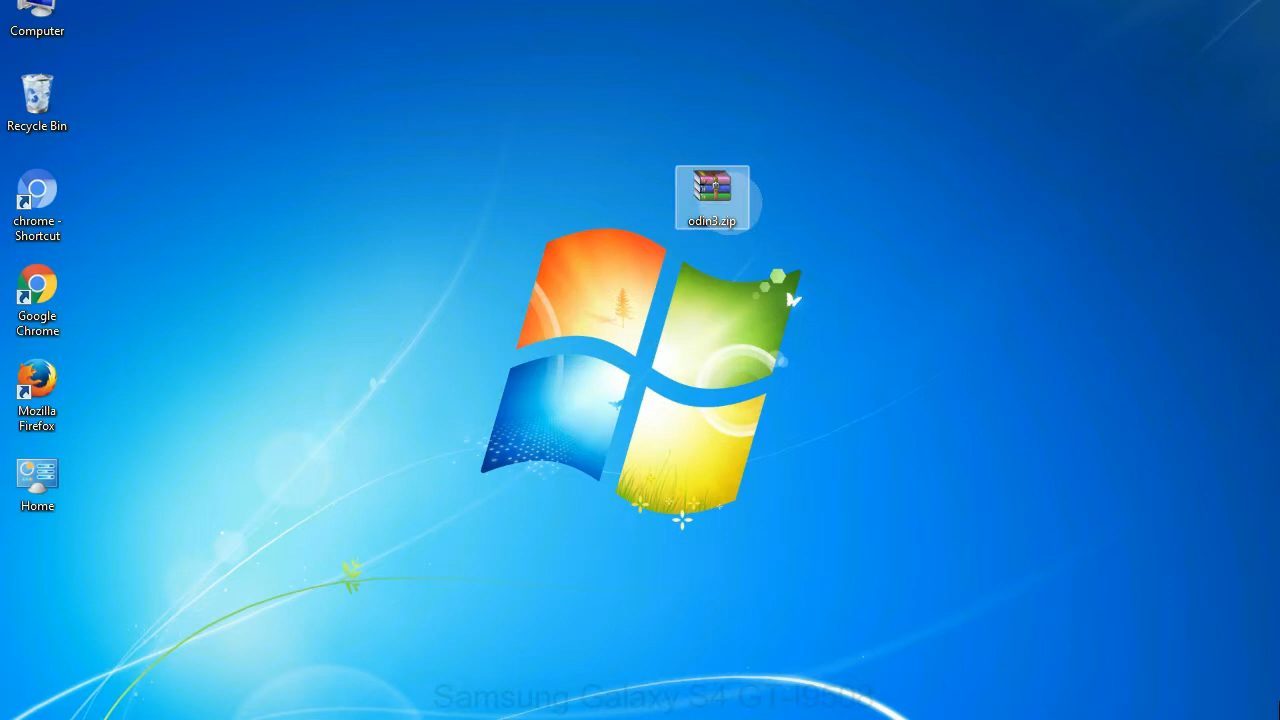 Computer
Recycle Bin
chrome -
Shortcut
Google
Chrome
Mozilla
Firefox
Home
odin3.zip
Samsung Galaxy S4